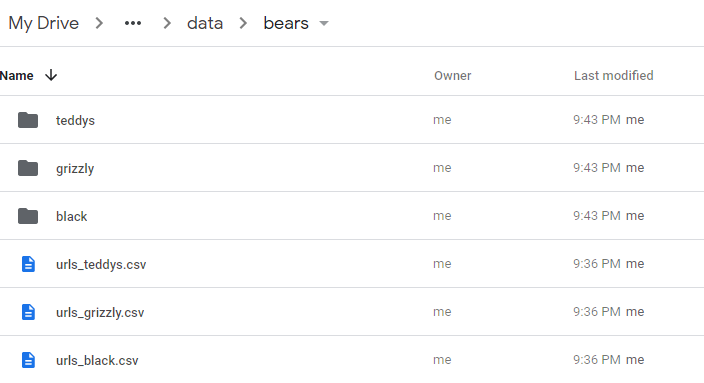 My Drive > ••• > data > bears
Name Owner Last modified
teddys me 9:43 PM me
grizzly me 9:43 PM me
black me 9:43 PM me
urls_teddys.csv me 9:36 PM me
urls_grizzly.csv me 9:36 PM me
urls_black.csv me 9:36 PM me